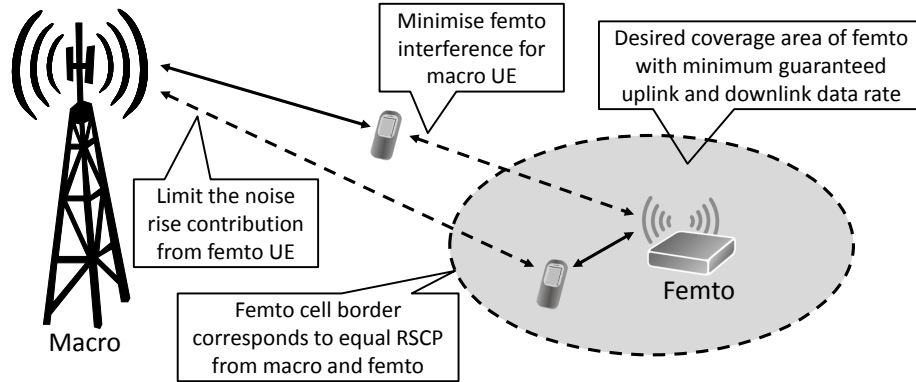 Minimise femto
interference for
macro UE
Desired coverage area of femto
with minimum guaranteed
uplink and downlink data rate
Limit the noise
rise contribution
from femto UE
Femto
Femto cell border
corresponds to equal RSCP
from macro and femto
Macro